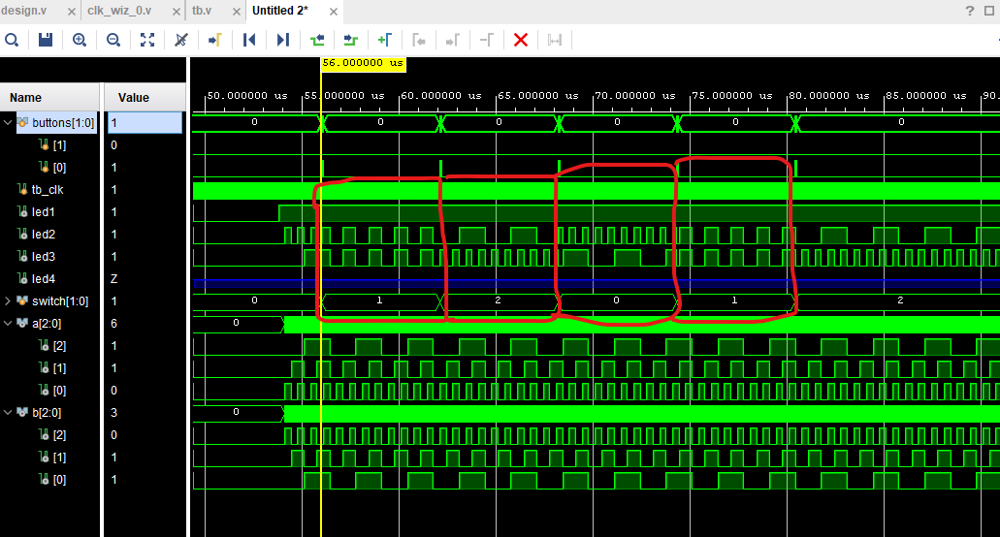 design.v × clk_wiz_0.v × tb.v × Untitled 2* × ? □
56.000000 us
Name Value
50.000000 us 55.000000 us 60.000000 us 65.000000 us 70.000000 us 75.000000 us 80.000000 us 85.000000 us 90.
buttons[1:0] 1 0 0 0 0 0 0
[1] 0
[0] 1
tb_clk 1
led1 1
led2 1
led3 1
led4 Z
switch[1:0] 1 0 1 2 0 1 2
a[2:0] 6 0
[2] 1
[1] 1
[0] 0
b[2:0] 3 0
[2] 0
[1] 1
[0] 1